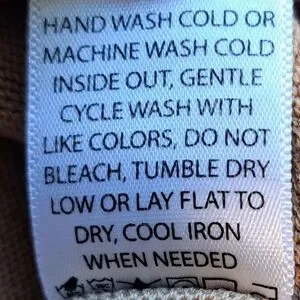 HAND WASH COLD OR
MACHINE WASH COLD
INSIDE OUT, GENTLE
CYCLE WASH WITH
LIKE COLORS, DO NOT
BLEACH, TUMBLE DRY
LOW OR LAY FLAT TO
DRY, COOL IRON
WHEN NEEDED